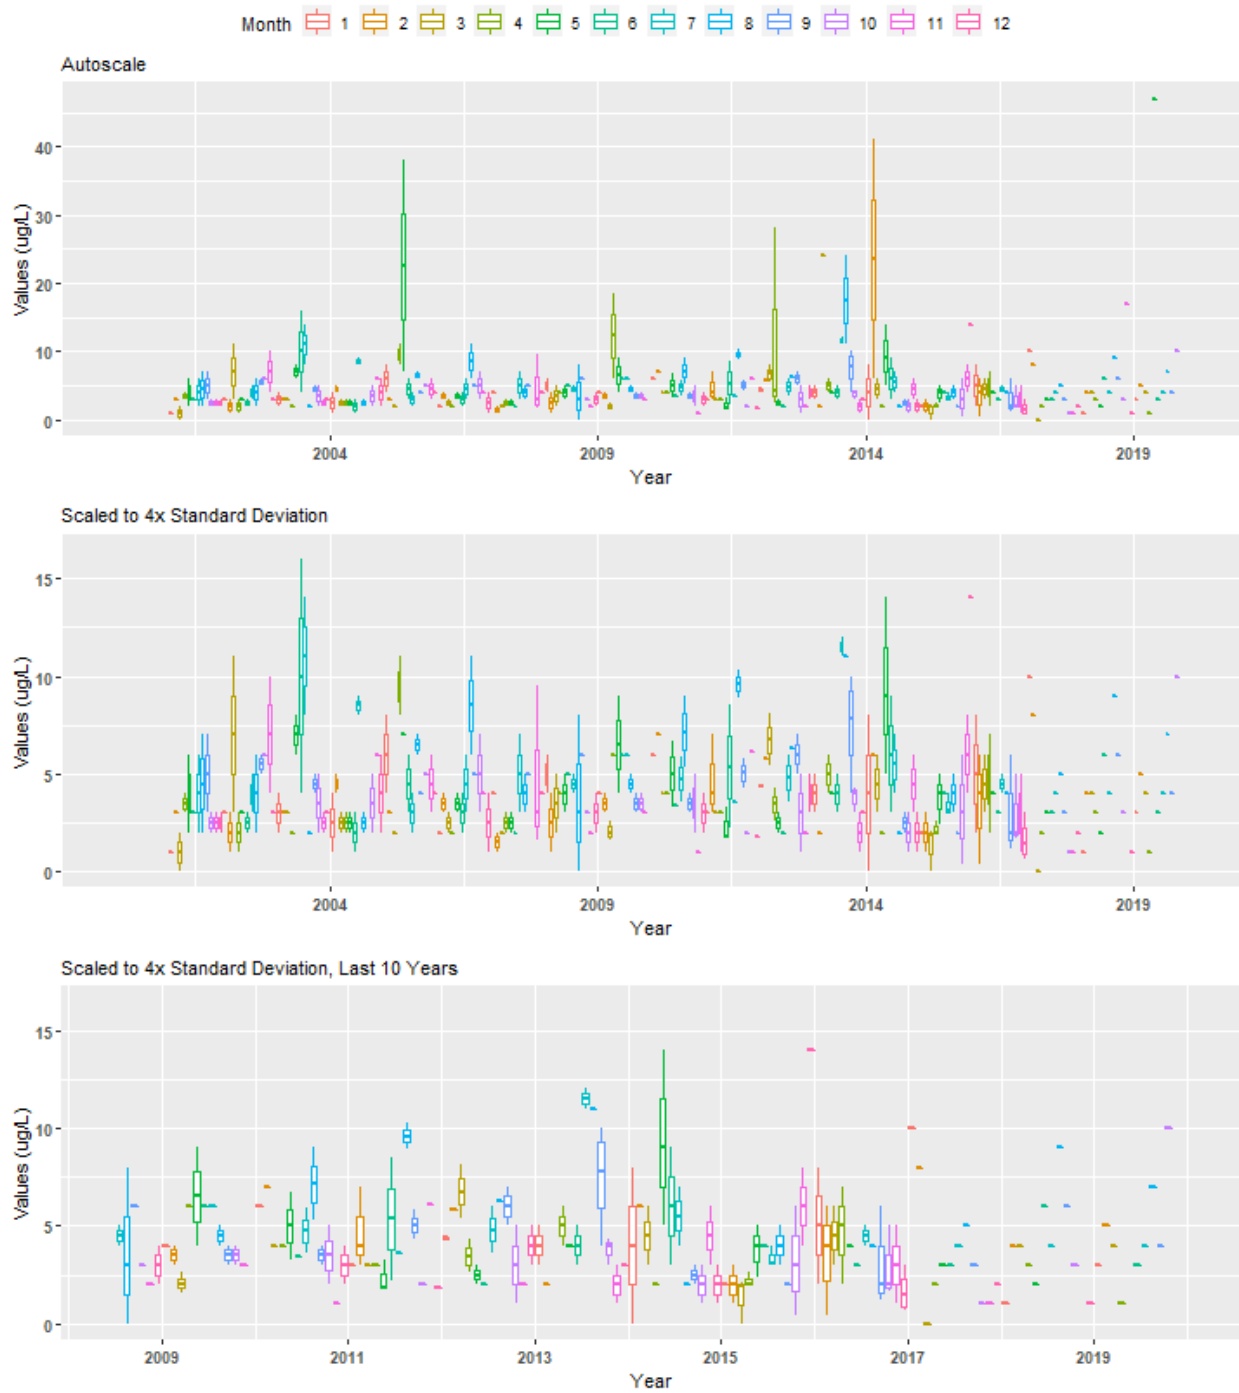 Month 1 2 3 4 5 6 7 8 9 10 11 12
Autoscale
Values (ug/L)
40
30
20
10
0
2004 2009 2014 2019
Year
Scaled to 4x Standard Deviation
Values (ug/L)
15
10
5
0
2004 2009 2014 2019
Year
Scaled to 4x Standard Deviation, Last 10 Years
Values (ug/L)
15
10
5
0
2009 2011 2013 2015 2017 2019
Year